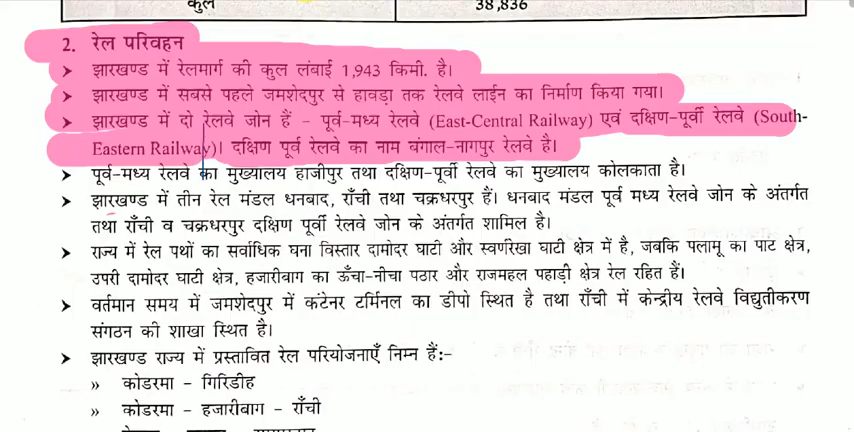 कुल 38,836
2. रेल परिवहन
➤ झारखण्ड में रेलमार्ग की कुल लंबाई 1,943 किमी. है।
➤ झारखण्ड में सबसे पहले जमशेदपुर से हावड़ा तक रेलवे लाईन का निर्माण किया गया।
➤ झारखण्ड में दो रेलवे जोन हैं - पूर्व-मध्य रेलवे (East-Central Railway) एवं दक्षिण-पूर्वी रेलवे (South-
Eastern Railway)। दक्षिण पूर्व रेलवे का नाम बंगाल-नागपुर रेलवे है।
➤ पूर्व-मध्य रेलवे का मुख्यालय हाजीपुर तथा दक्षिण-पूर्वी रेलवे का मुख्यालय कोलकाता है।
➤ झारखण्ड में तीन रेल मंडल धनबाद, राँची तथा चक्रधरपुर हैं। धनबाद मंडल पूर्व मध्य रेलवे जोन के अंतर्गत
तथा राँची व चक्रधरपुर दक्षिण पूर्वी रेलवे जोन के अंतर्गत शामिल है।
➤ राज्य में रेल पथों का सर्वाधिक घना विस्तार दामोदर घाटी और स्वर्णरेखा घाटी क्षेत्र में है, जबकि पलामू का पाट क्षेत्र,
उपरी दामोदर घाटी क्षेत्र, हजारीबाग का ऊँचा-नीचा पठार और राजमहल पहाड़ी क्षेत्र रेल रहित हैं।
➤ वर्तमान समय में जमशेदपुर में कंटेनर टर्मिनल का डीपो स्थित है तथा राँची में केन्द्रीय रेलवे विद्युतीकरण
संगठन की शाखा स्थित है।
➤ झारखण्ड राज्य में प्रस्तावित रेल परियोजनाएँ निम्न हैं:-
» कोडरमा - गिरिडीह
» कोडरमा - हजारीबाग - राँची